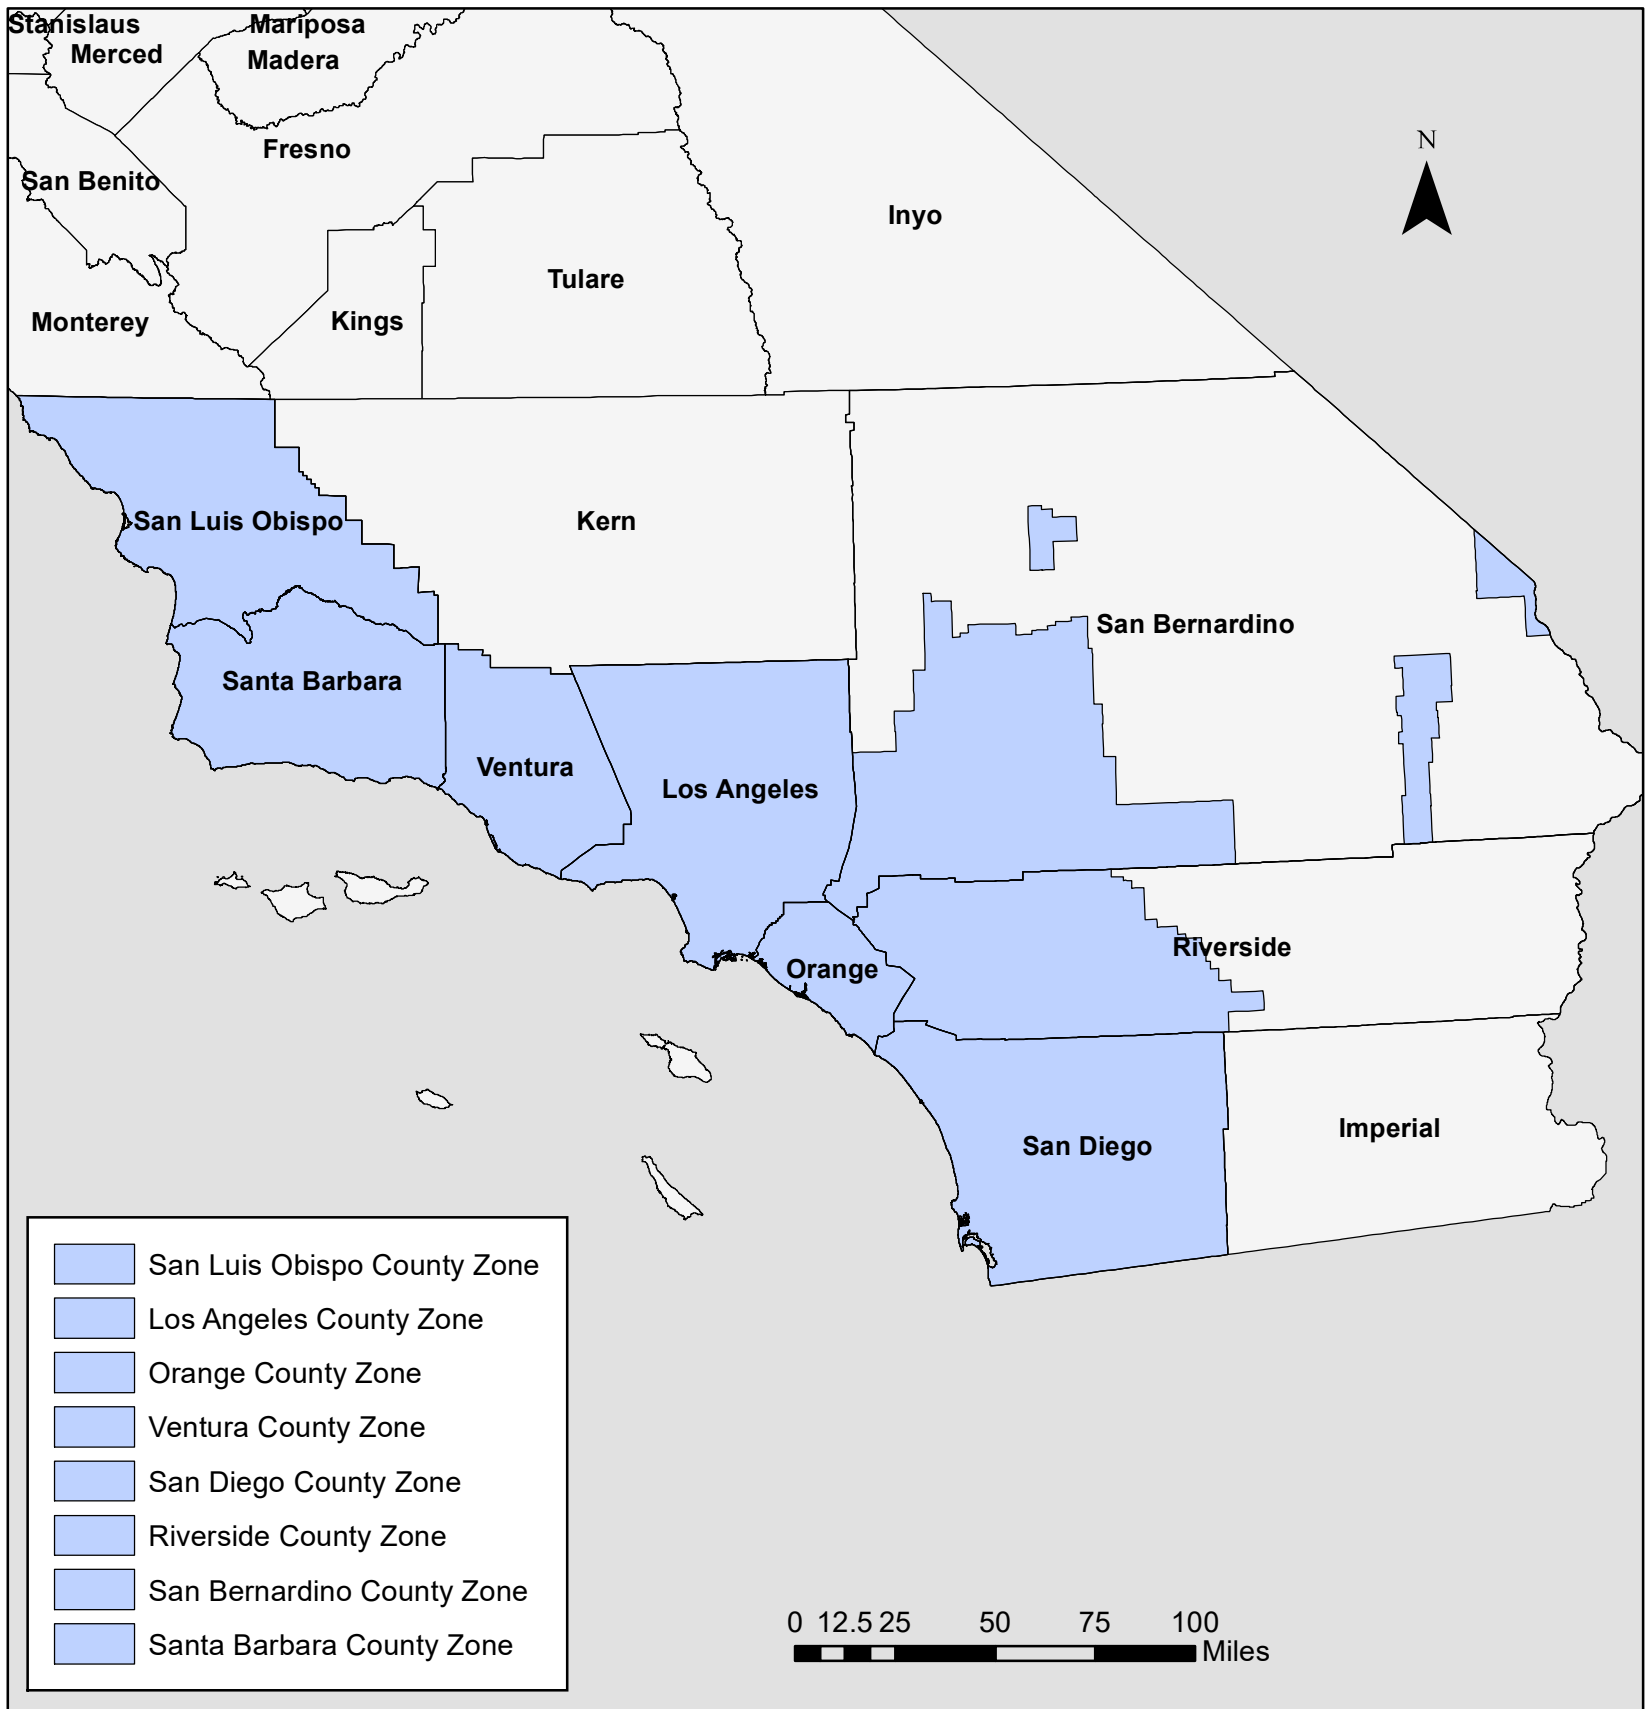 Stanislaus
Mariposa
Merced
Madera
Fresno
N
San Benito
Inyo
Tulare
Monterey
Kings
San Luis Obispo
Kern
San Bernardino
Santa Barbara
Ventura
Los Angeles
Riverside
Orange
Imperial
San Diego
San Luis Obispo County Zone
Los Angeles County Zone
Orange County Zone
Ventura County Zone
San Diego County Zone
Riverside County Zone
San Bernardino County Zone
Santa Barbara County Zone
0 12.5 25 50 75 100
Miles